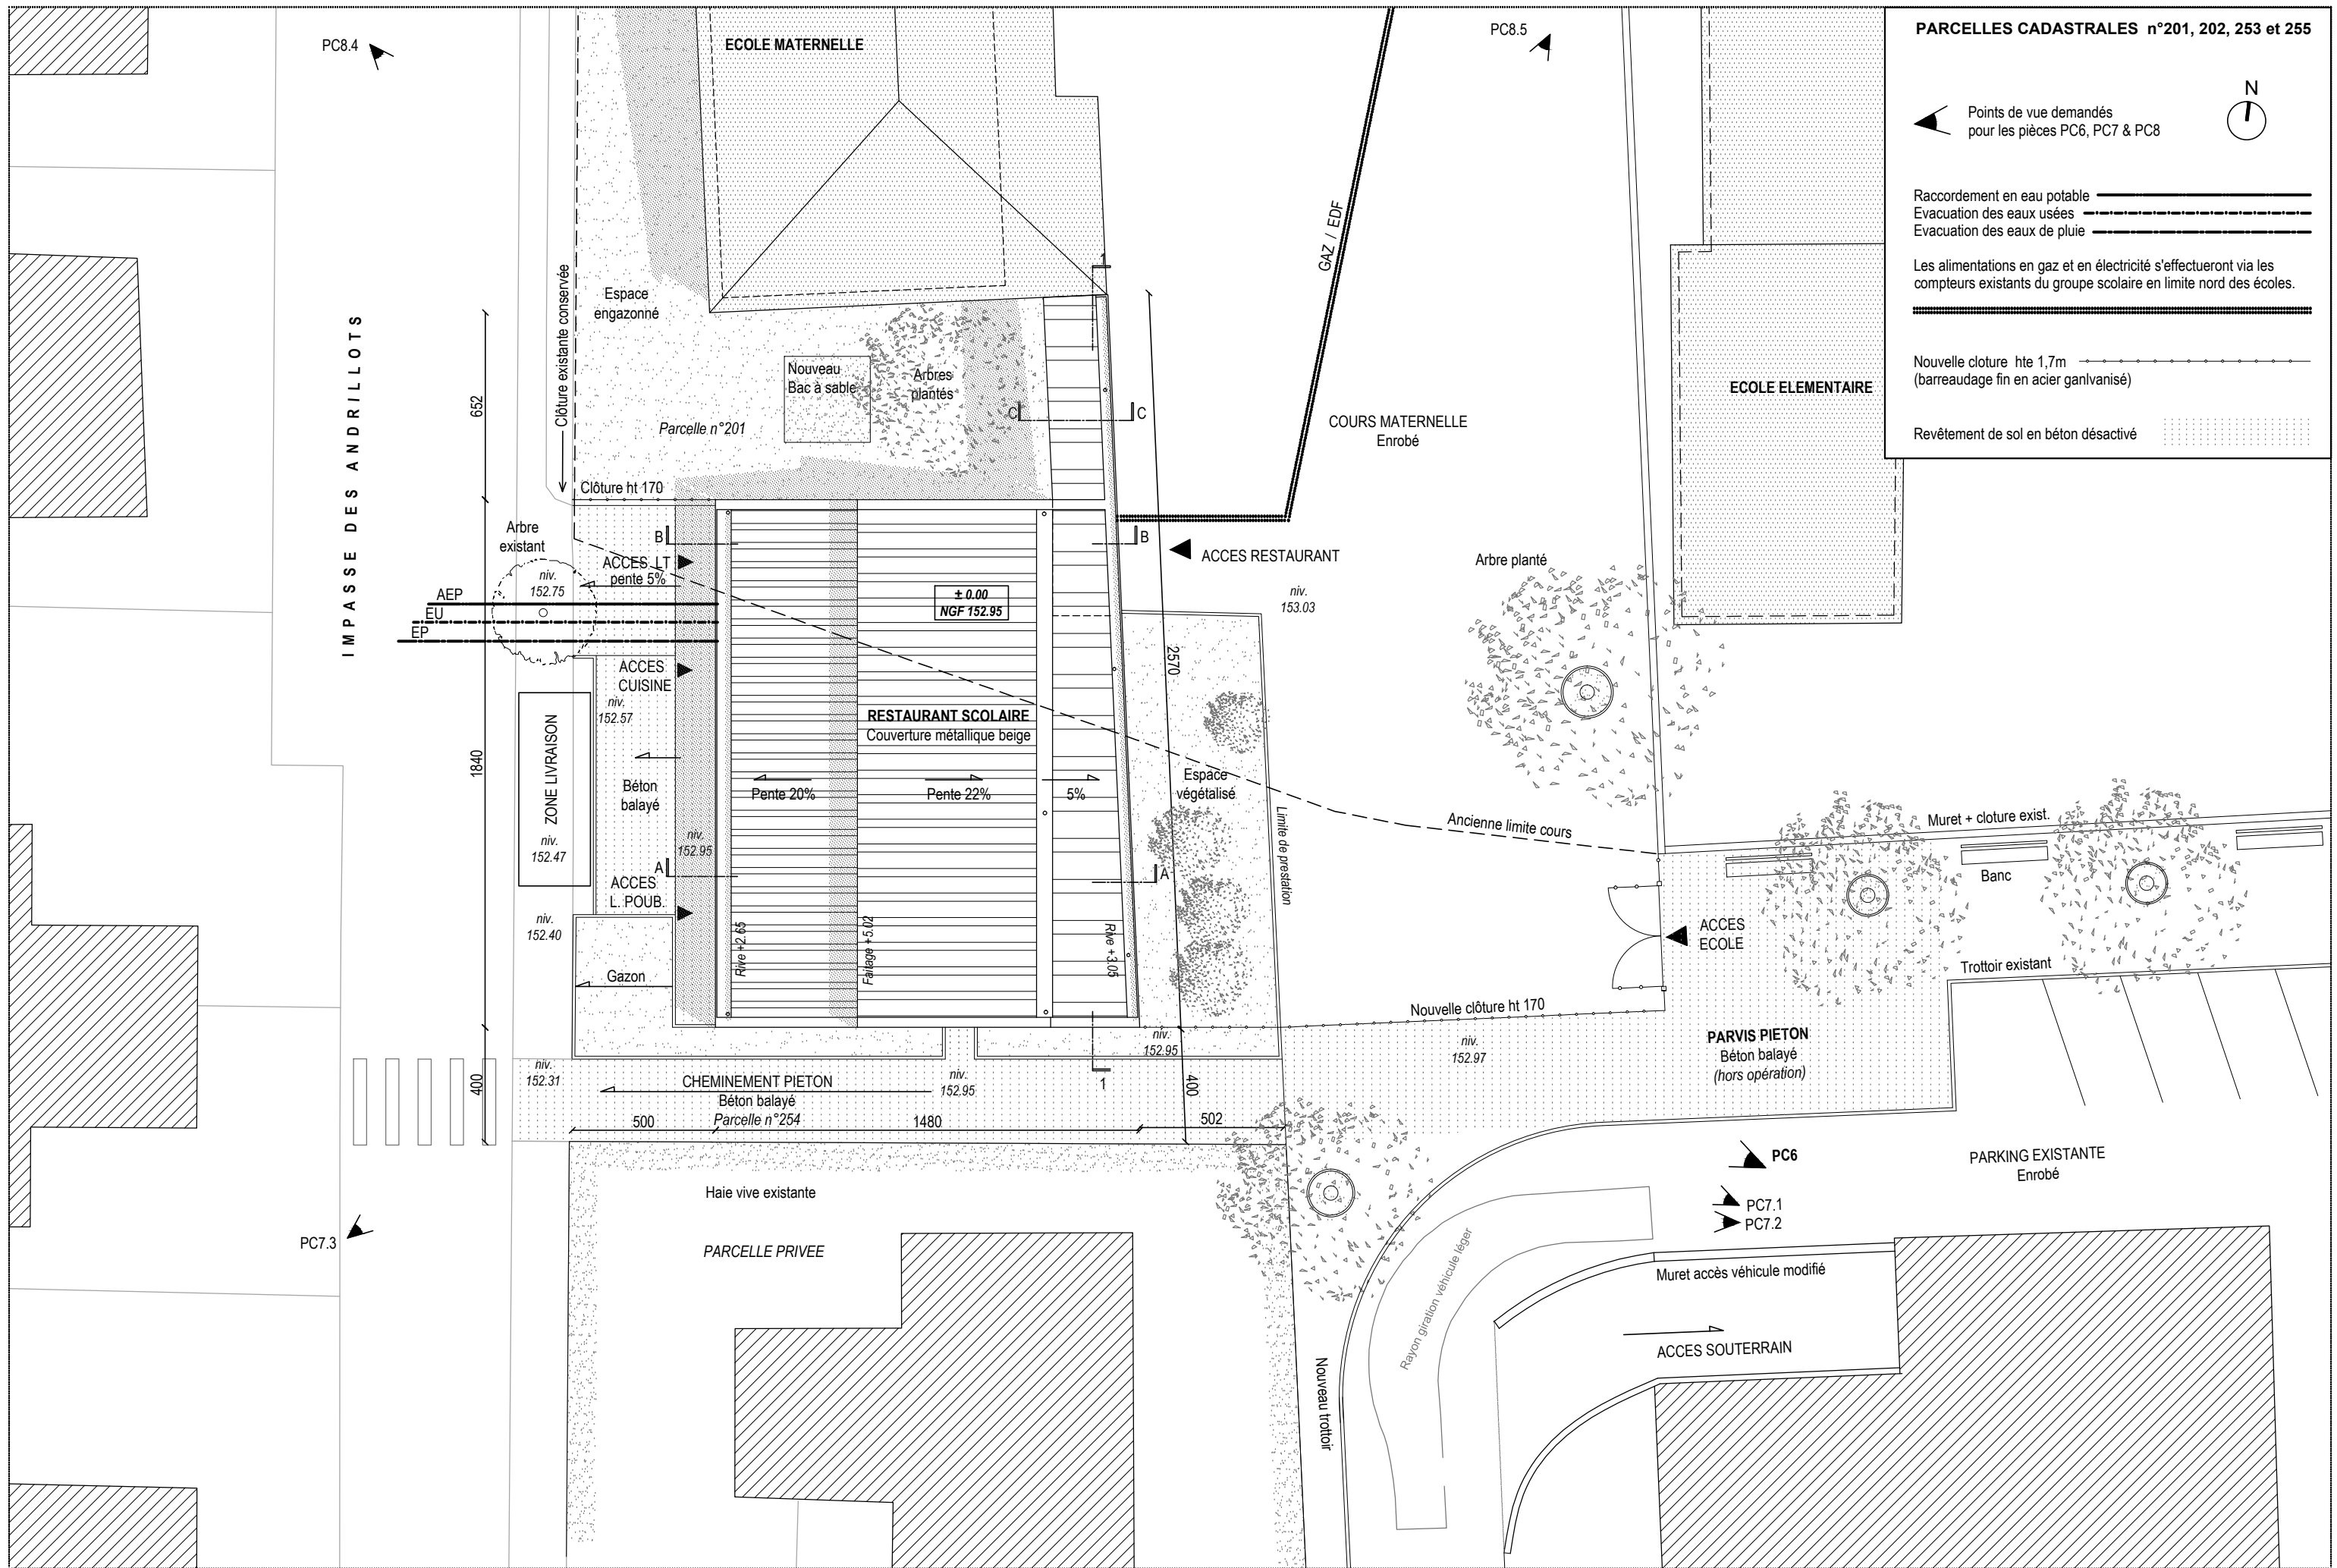 PC8.4
ECOLE MATERNELLE
PC8.5
PARCELLES CADASTRALES n°201, 202, 253 et 255
N
Points de vue demandés
pour les pièces PC6, PC7 & PC8
Raccordement en eau potable
Evacuation des eaux usées
Evacuation des eaux de pluie
Les alimentations en gaz et en électricité s'effectueront via les
compteurs existants du groupe scolaire en limite nord des écoles.
Nouvelle cloture hte 1,7m
(barreaudage fin en acier ganlvanisé)
Revêtement de sol en béton désactivé
GAZ / EDF
1
IMPASSE DES ANDRILLOTS
652
Clôture existante conservée
Espace
engazonné
Nouveau
Bac à sable
Arbres
plantés
Parcelle n°201
C
C
COURS MATERNELLE
Enrobé
ECOLE ELEMENTAIRE
Clôture ht 170
Arbre
existant
B
B
ACCES LT
pente 5%
niv.
152.75
AEP
EU
EP
ACCES RESTAURANT
± 0.00
NGF 152.95
niv.
153.03
Arbre planté
2570
ACCES
CUISINE
niv.
152.57
RESTAURANT SCOLAIRE
Couverture métallique beige
1840
ZONE LIVRAISON
niv.
152.47
Béton
balayé
Pente 20%
Pente 22%
5%
Espace
végétalisé
Limite de prestation
Ancienne limite cours
Muret + cloture exist.
niv.
152.95
A
A
Banc
ACCES
L. POUB.
niv.
152.40
Rive +2.65
Faitage +5.02
Rive +3.05
ACCES
ECOLE
Trottoir existant
Gazon
Nouvelle clôture ht 170
niv.
152.95
niv.
152.97
PARVIS PIETON
Béton balayé
(hors opération)
niv.
152.31
CHEMINEMENT PIETON
Béton balayé
Parcelle n°254
niv.
152.95
1
400
400
500
1480
502
Haie vive existante
PARCELLE PRIVEE
PC7.3
PC6
PC7.1
PC7.2
PARKING EXISTANTE
Enrobé
Rayon giration véhicule léger
Muret accès véhicule modifié
ACCES SOUTERRAIN
Nouveau trottoir